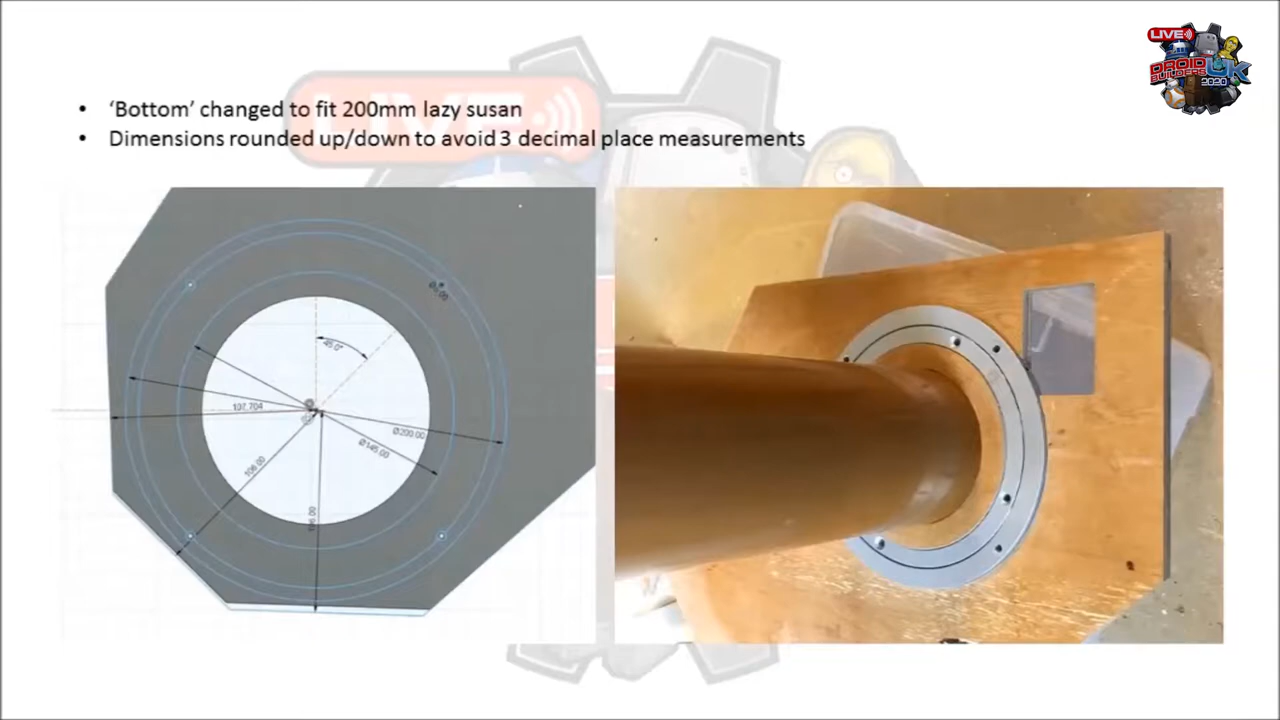 LIVE
DROID
BUILDERS UK
2020
• ‘Bottom’ changed to fit 200mm lazy susan
• Dimensions rounded up/down to avoid 3 decimal place measurements
45.0°
107.704
Ø200.00
Ø145.00
106.00